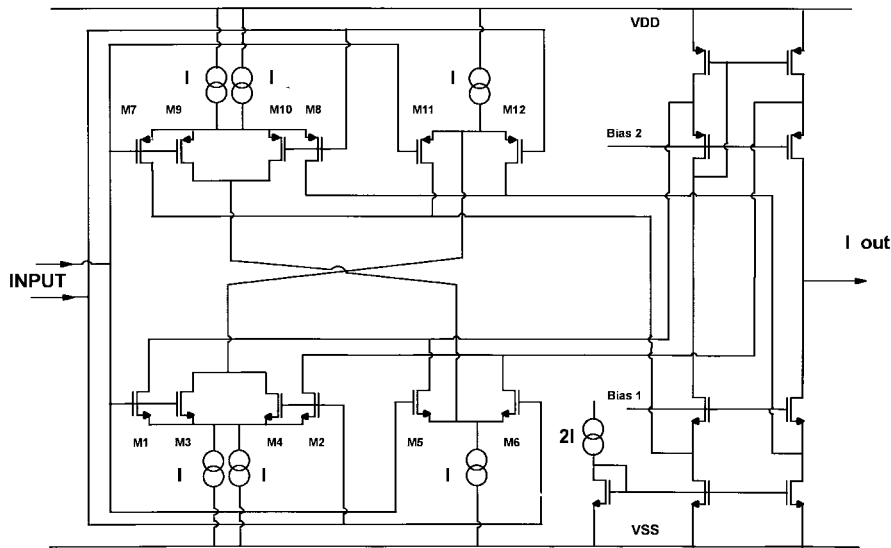 VDD
I I I
M7 M9 M10 M8 M11 M12
Bias 2
I out
INPUT
Bias 1
M1 M3 M4 M2 M5 M6
2I
I I I
VSS